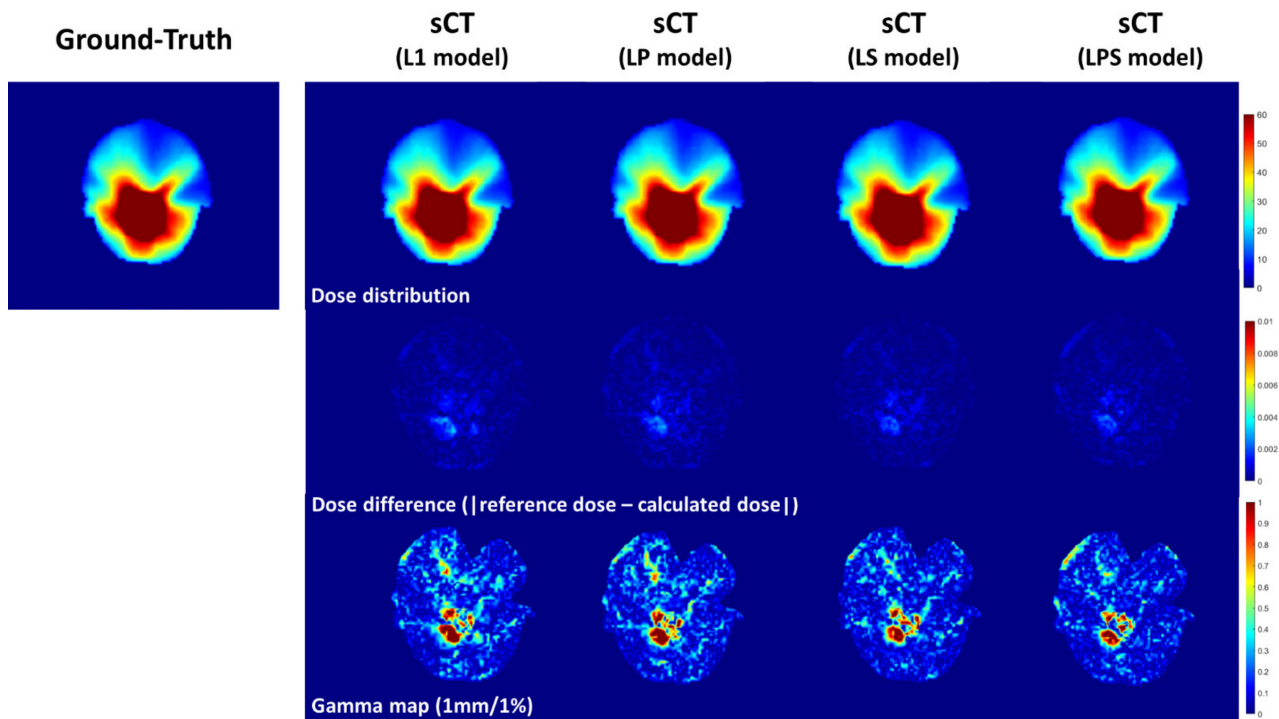 Ground-Truth
sCT
(L1 model)
sCT
(LP model)
sCT
(LS model)
sCT
(LPS model)
60
50
40
30
20
10
0
Dose distribution
0.01
0.008
0.006
0.004
0.002
0
Dose difference (|reference dose – calculated dose|)
1
0.9
0.8
0.7
0.6
0.5
0.4
0.3
0.2
0.1
0
Gamma map (1mm/1%)